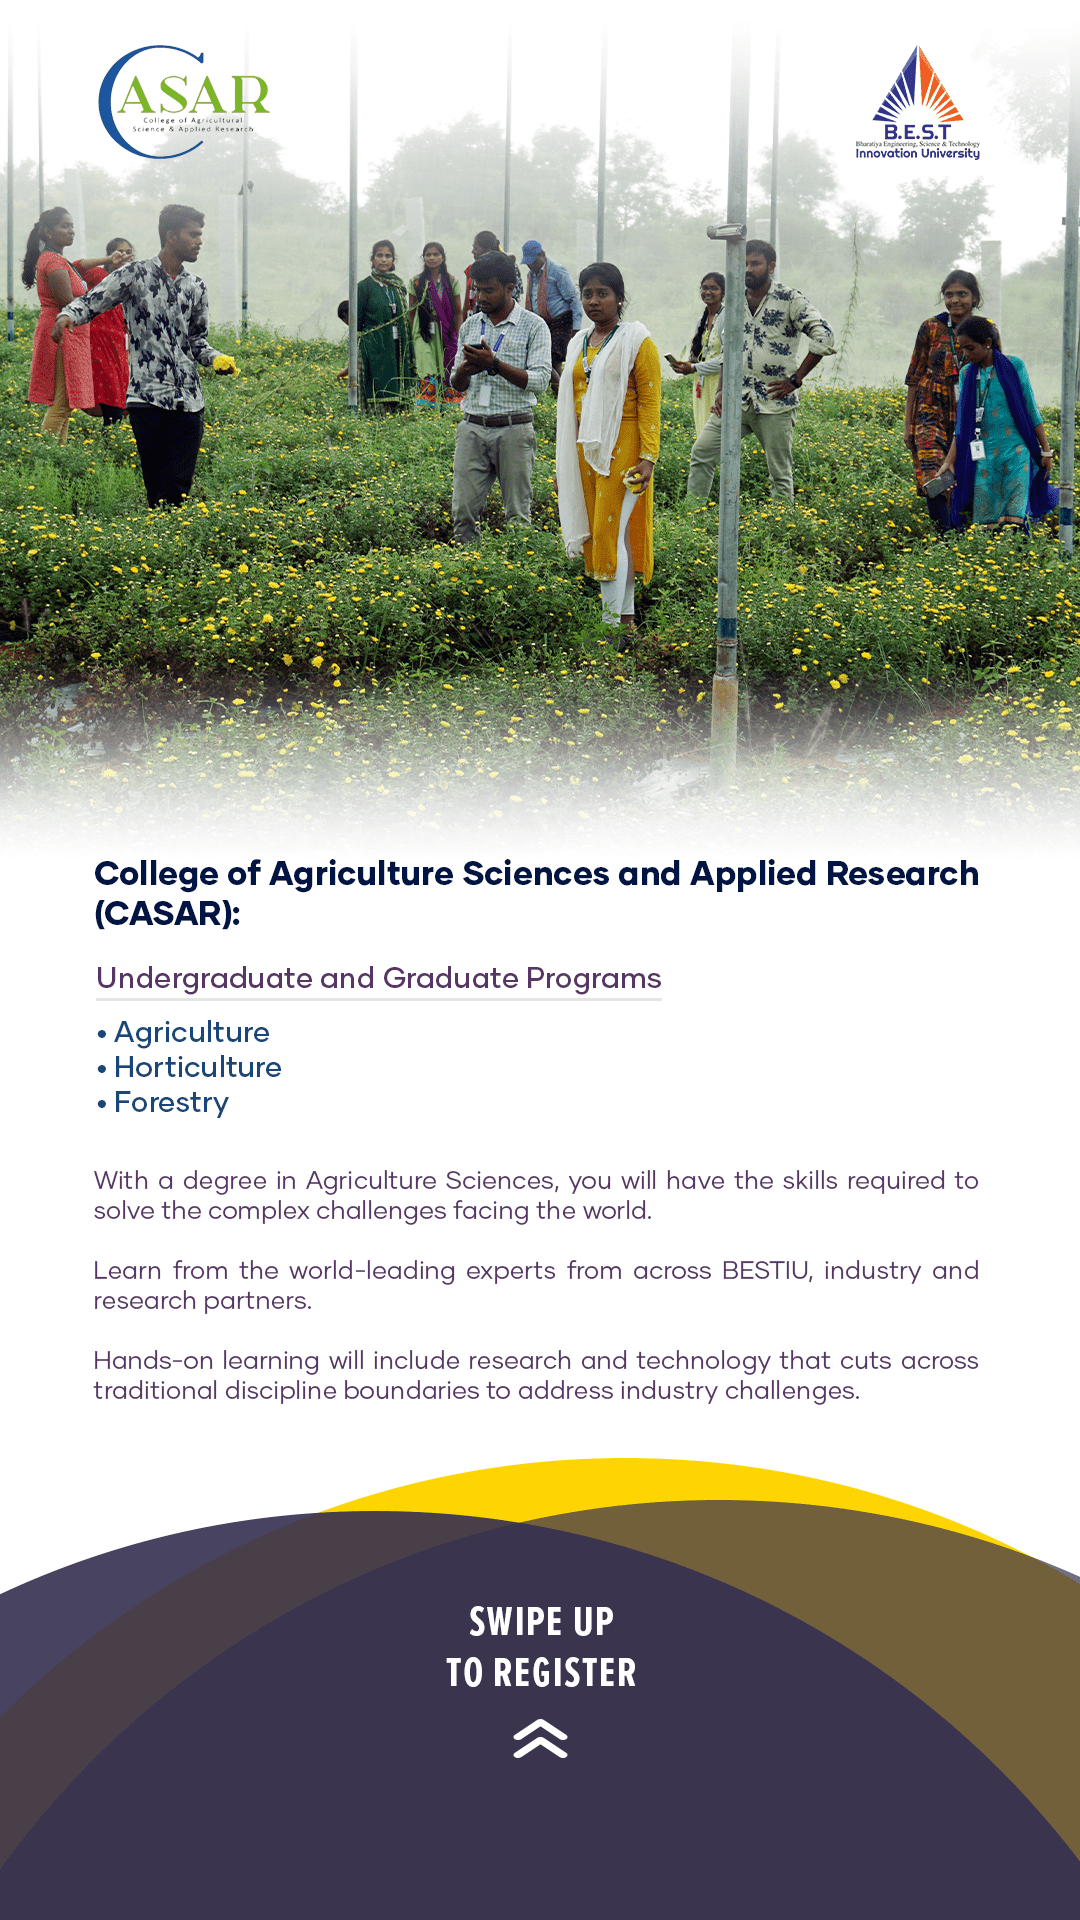 CASAR
College of Agricultural
Science & Applied Research
B.E.S.T
Bharatiya Engineering, Science & Technology
Innovation University
College of Agriculture Sciences and Applied Research
(CASAR):
Undergraduate and Graduate Programs
• Agriculture
• Horticulture
• Forestry
With a degree in Agriculture Sciences, you will have the skills required to
solve the complex challenges facing the world.
Learn from the world-leading experts from across BESTIU, industry and
research partners.
Hands-on learning will include research and technology that cuts across
traditional discipline boundaries to address industry challenges.
SWIPE UP
TO REGISTER